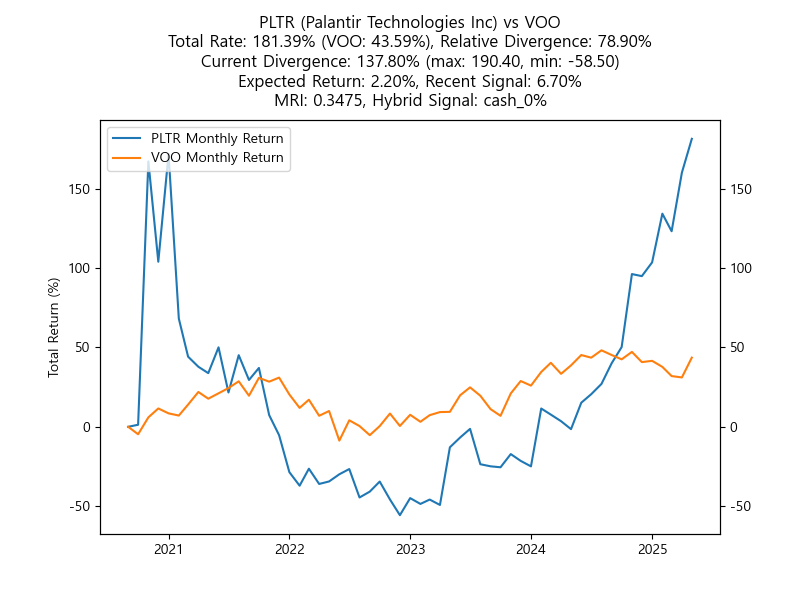 PLTR (Palantir Technologies Inc) vs VOO
Total Rate: 181.39% (VOO: 43.59%), Relative Divergence: 78.90%
Current Divergence: 137.80% (max: 190.40, min: -58.50)
Expected Return: 2.20%, Recent Signal: 6.70%
MRI: 0.3475, Hybrid Signal: cash_0%
PLTR Monthly Return
VOO Monthly Return
Total Return (%)
150
100
50
0
-50
150
100
50
0
-50
2021 2022 2023 2024 2025